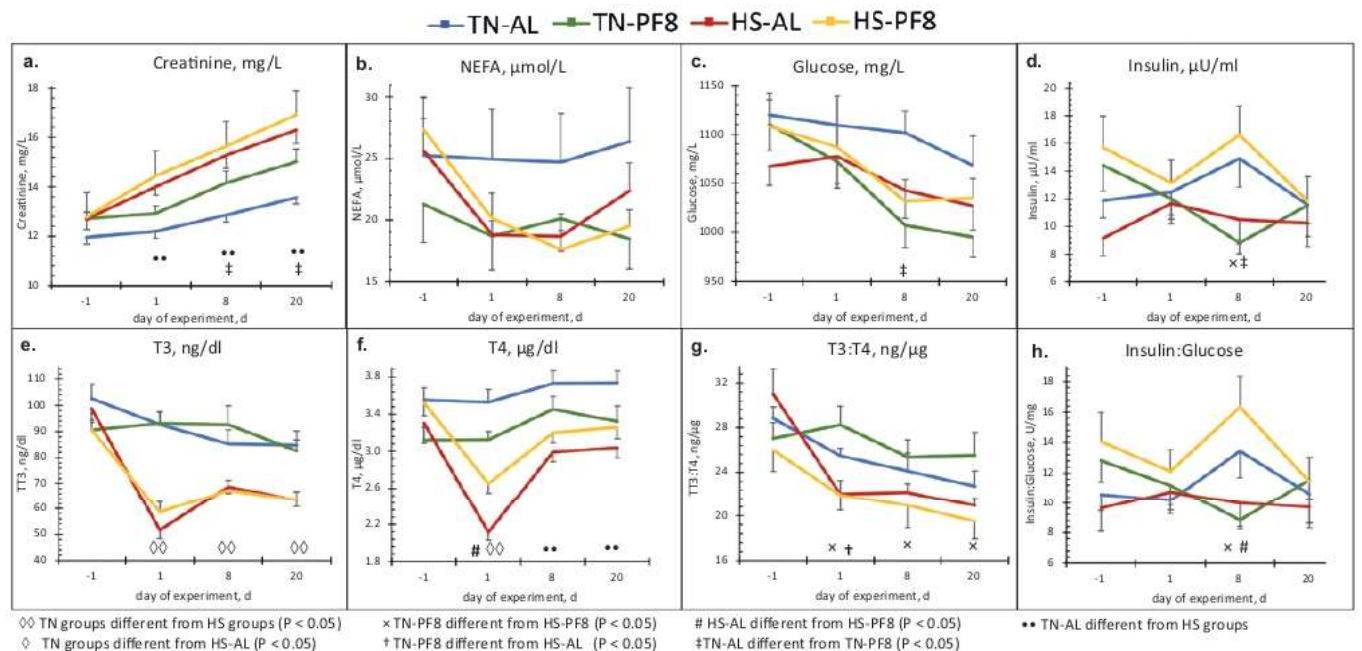 TN-AL TN-PF8 HS-AL HS-PF8
a. Creatinine, mg/L
Creatinine, mg/L
18
16
14
12
10
•• •• ••
‡ ‡
-1 1 8 20
day of experiment, d
b. NEFA, µmol/L
NEFA, µmol/L
30
25
20
15
-1 1 8 20
day of experiment, d
c. Glucose, mg/L
Glucose, mg/L
1150
1100
1050
1000
950
‡
-1 1 8 20
day of experiment, d
d. Insulin, µU/ml
Insulin, µU/ml
20
18
16
14
12
10
8
6
×‡
-1 1 8 20
day of experiment, d
e. T3, ng/dl
TT3, ng/dl
110
100
90
80
70
60
50
40
◊◊ ◊◊ ◊◊
-1 1 8 20
day of experiment, d
f. T4, µg/dl
T4, µg/dl
3.8
3.4
3.0
2.6
2.2
1.8
# ◊◊ •• ••
-1 1 8 20
day of experiment, d
g. T3:T4, ng/µg
TT3:T4, ng/µg
32
28
24
20
16
× † × ×
-1 1 8 20
day of experiment, d
h. Insulin:Glucose
Insulin:Glucose, U/mg
18
16
14
12
10
8
6
× #
-1 1 8 20
day of experiment, d
◊◊ TN groups different from HS groups (P < 0.05) × TN-PF8 different from HS-PF8 (P < 0.05) # HS-AL different from HS-PF8 (P < 0.05) •• TN-AL different from HS groups
◊ TN groups different from HS-AL (P < 0.05) † TN-PF8 different from HS-AL (P < 0.05) ‡TN-AL different from TN-PF8 (P < 0.05)